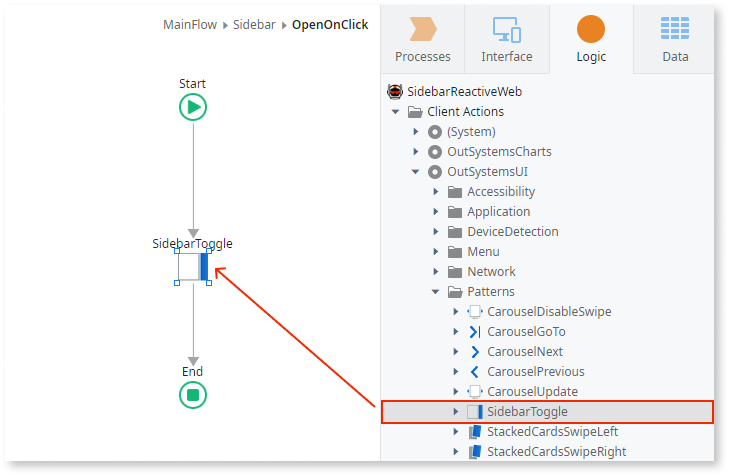 MainFlow ▸ Sidebar ▸ OpenOnClick
Start
SidebarToggle
End
Processes
Interface
Logic
Data
SidebarReactiveWeb
Client Actions
(System)
OutSystemsCharts
OutSystemsUI
Accessibility
Application
DeviceDetection
Menu
Network
Patterns
CarouselDisableSwipe
CarouselGoTo
CarouselNext
CarouselPrevious
CarouselUpdate
SidebarToggle
StackedCardsSwipeLeft
StackedCardsSwipeRight